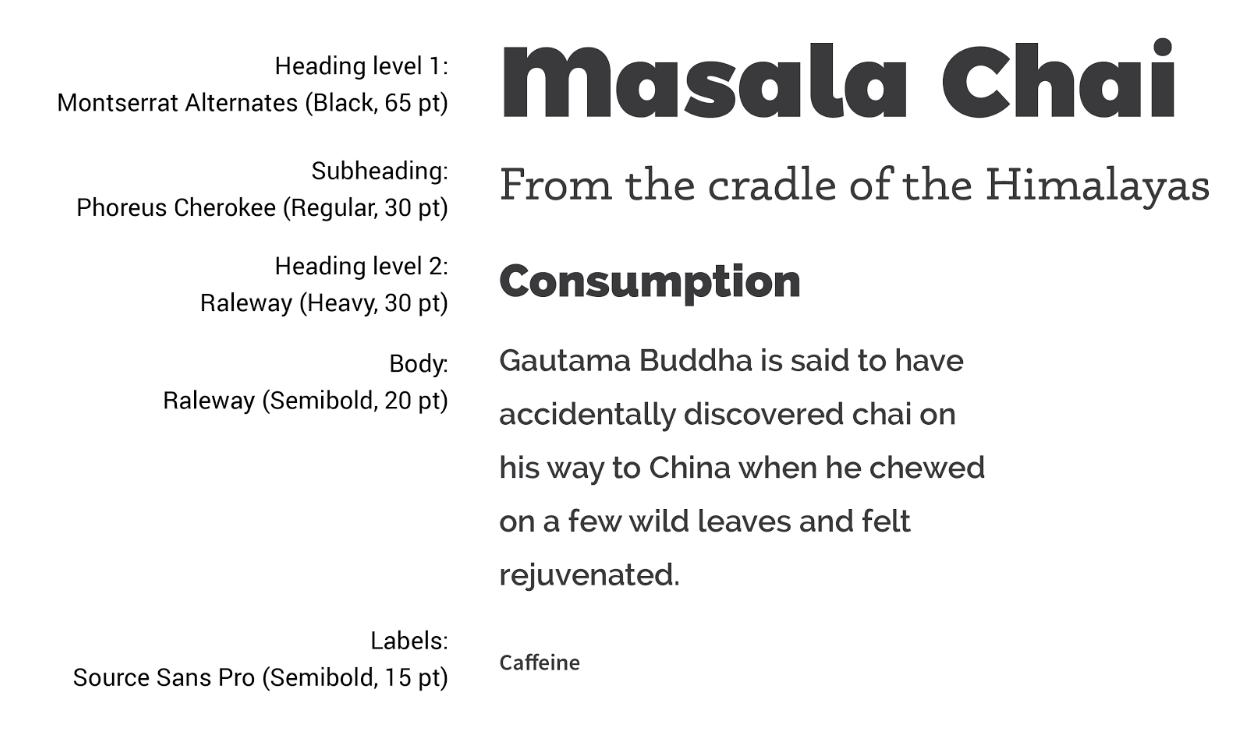 Heading level 1:
Montserrat Alternates (Black, 65 pt)
Masala Chai
Subheading:
Phoreus Cherokee (Regular, 30 pt)
From the cradle of the Himalayas
Heading level 2:
Raleway (Heavy, 30 pt)
Consumption
Body:
Raleway (Semibold, 20 pt)
Gautama Buddha is said to have
accidentally discovered chai on
his way to China when he chewed
on a few wild leaves and felt
rejuvenated.
Labels:
Source Sans Pro (Semibold, 15 pt)
Caffeine